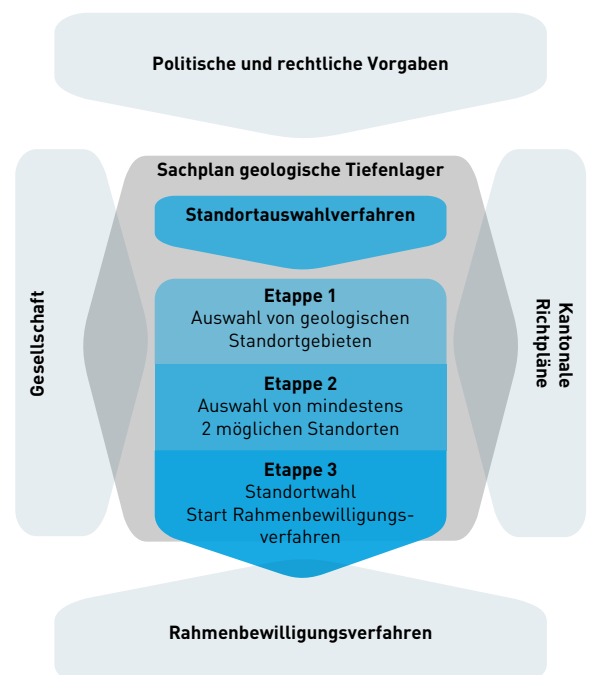 Politische und rechtliche Vorgaben
Sachplan geologische Tiefenlager
Standortauswahlverfahren
Gesellschaft
Etappe 1
Auswahl von geologischen
Standortgebieten
Etappe 2
Auswahl von mindestens
2 möglichen Standorten
Etappe 3
Standortwahl
Start Rahmenbewilligungs-
verfahren
Kantonale
Richtpläne
Rahmenbewilligungsverfahren